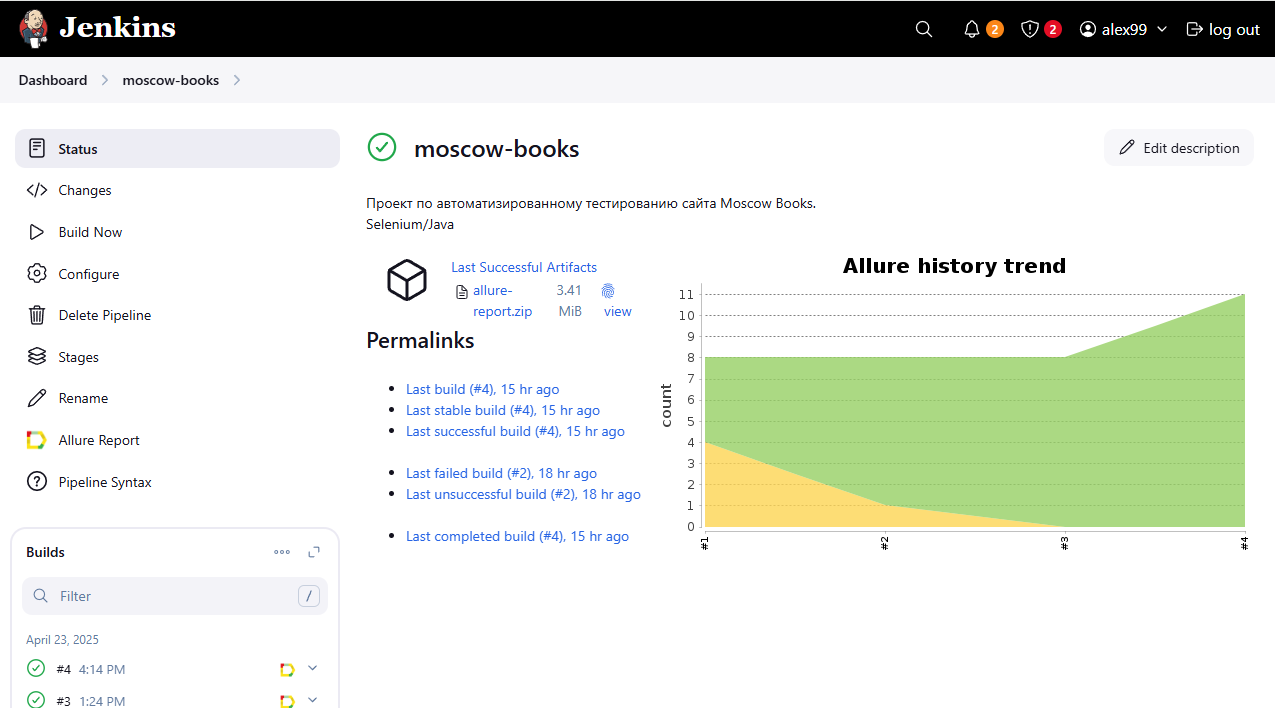 Jenkins
2
2
alex99
log out
Dashboard
moscow-books
Status
Changes
Build Now
Configure
Delete Pipeline
Stages
Rename
Allure Report
Pipeline Syntax
Builds
Filter
/
April 23, 2025
#4 4:14 PM
#3 1:24 PM
moscow-books
Edit description
Проект по автоматизированному тестированию сайта Moscow Books.
Selenium/Java
Last Successful Artifacts
allure-
report.zip
3.41
MiB
view
Permalinks
Last build (#4), 15 hr ago
Last stable build (#4), 15 hr ago
Last successful build (#4), 15 hr ago
Last failed build (#2), 18 hr ago
Last unsuccessful build (#2), 18 hr ago
Last completed build (#4), 15 hr ago
Allure history trend
count
11
10
9
8
7
6
5
4
3
2
1
0
#1
#2
#3
#4